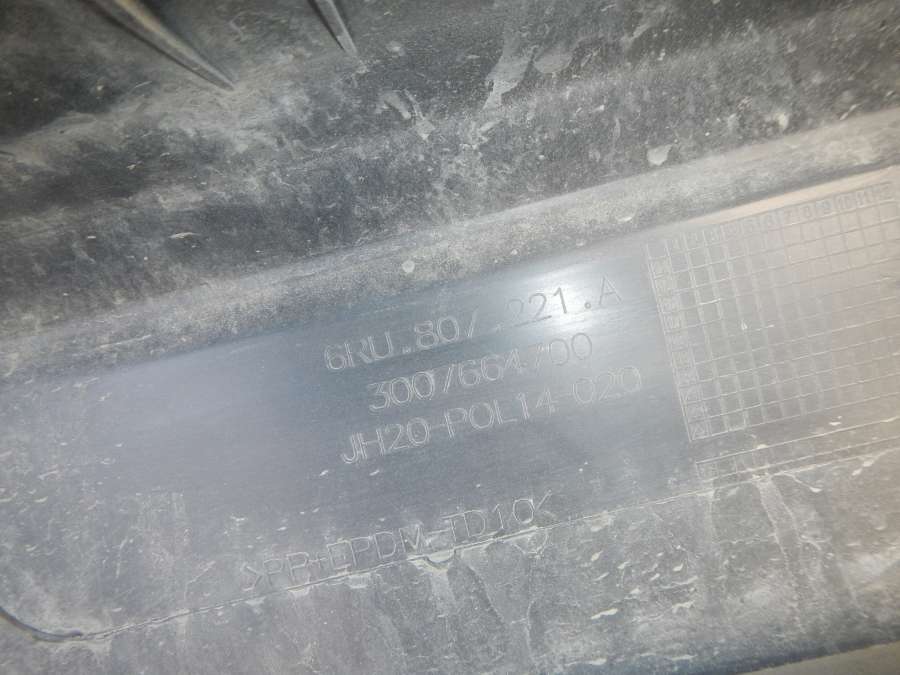 6RU.807.221.A
3007664700
JH20-POL14-020
>PP+EPDM-TD10<